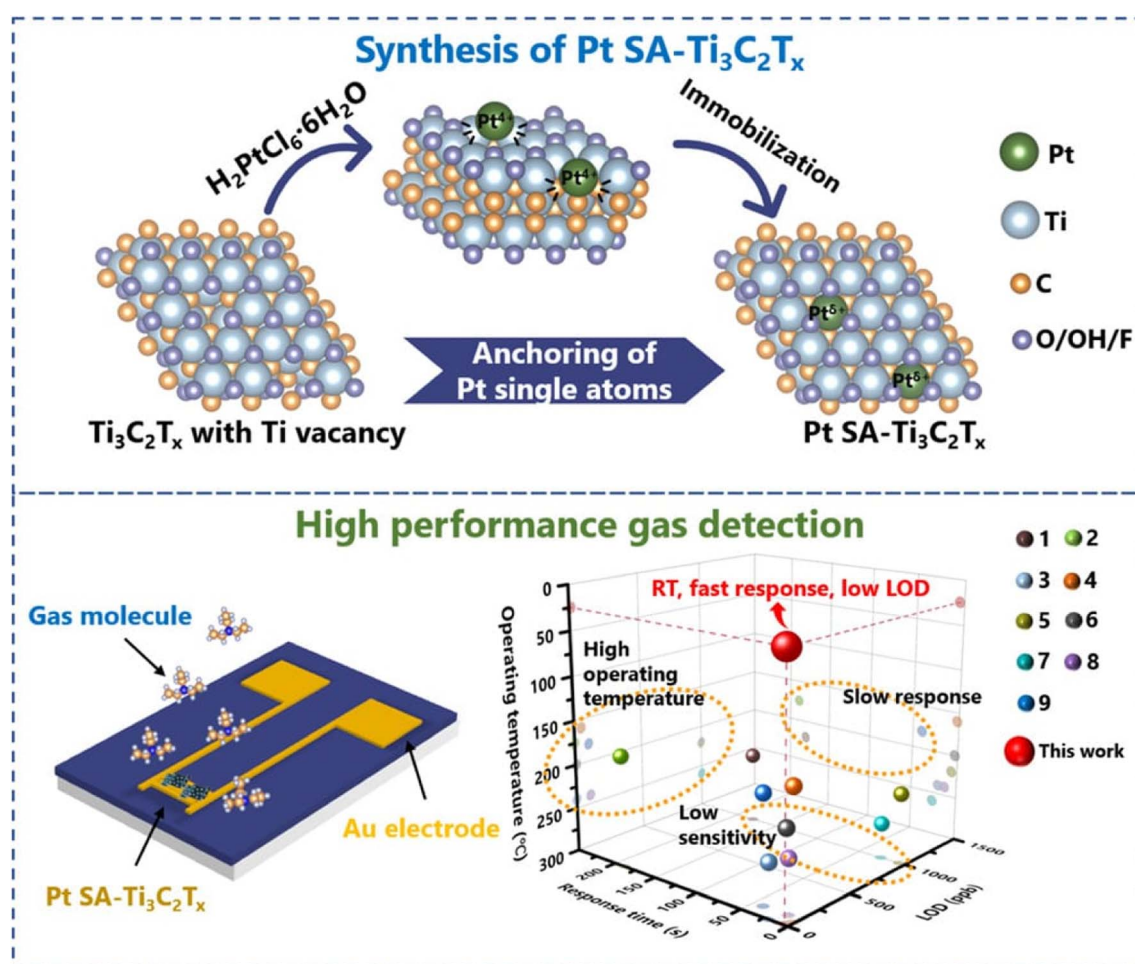 Synthesis of Pt SA-Ti₃C₂Tₓ
H₂PtCl₆·6H₂O
Pt⁴⁺
Pt⁴⁺
Immobilization
Pt
Ti
C
O/OH/F
Anchoring of
Pt single atoms
Ti₃C₂Tₓ with Ti vacancy
Pt^δ+
Pt^δ+
Pt SA-Ti₃C₂Tₓ
High performance gas detection
Gas molecule
Au electrode
Pt SA-Ti₃C₂Tₓ
RT, fast response, low LOD
High
operating
temperature
Slow response
Low
sensitivity
Operating temperature (℃)
0
50
100
150
200
250
300
Response time (s)
200
150
100
50
0
LOD (ppb)
0
500
1000
1500
1 2
3 4
5 6
7 8
9
This work